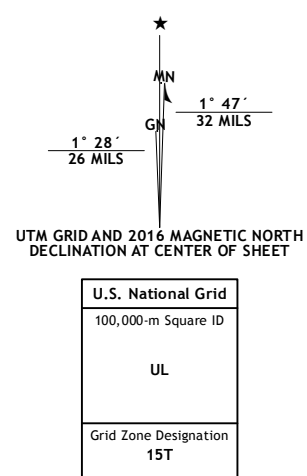 ★
MN
GN
1° 47´
32 MILS
1° 28´
26 MILS
UTM GRID AND 2016 MAGNETIC NORTH
DECLINATION AT CENTER OF SHEET
U.S. National Grid
100,000-m Square ID
UL
Grid Zone Designation
15T